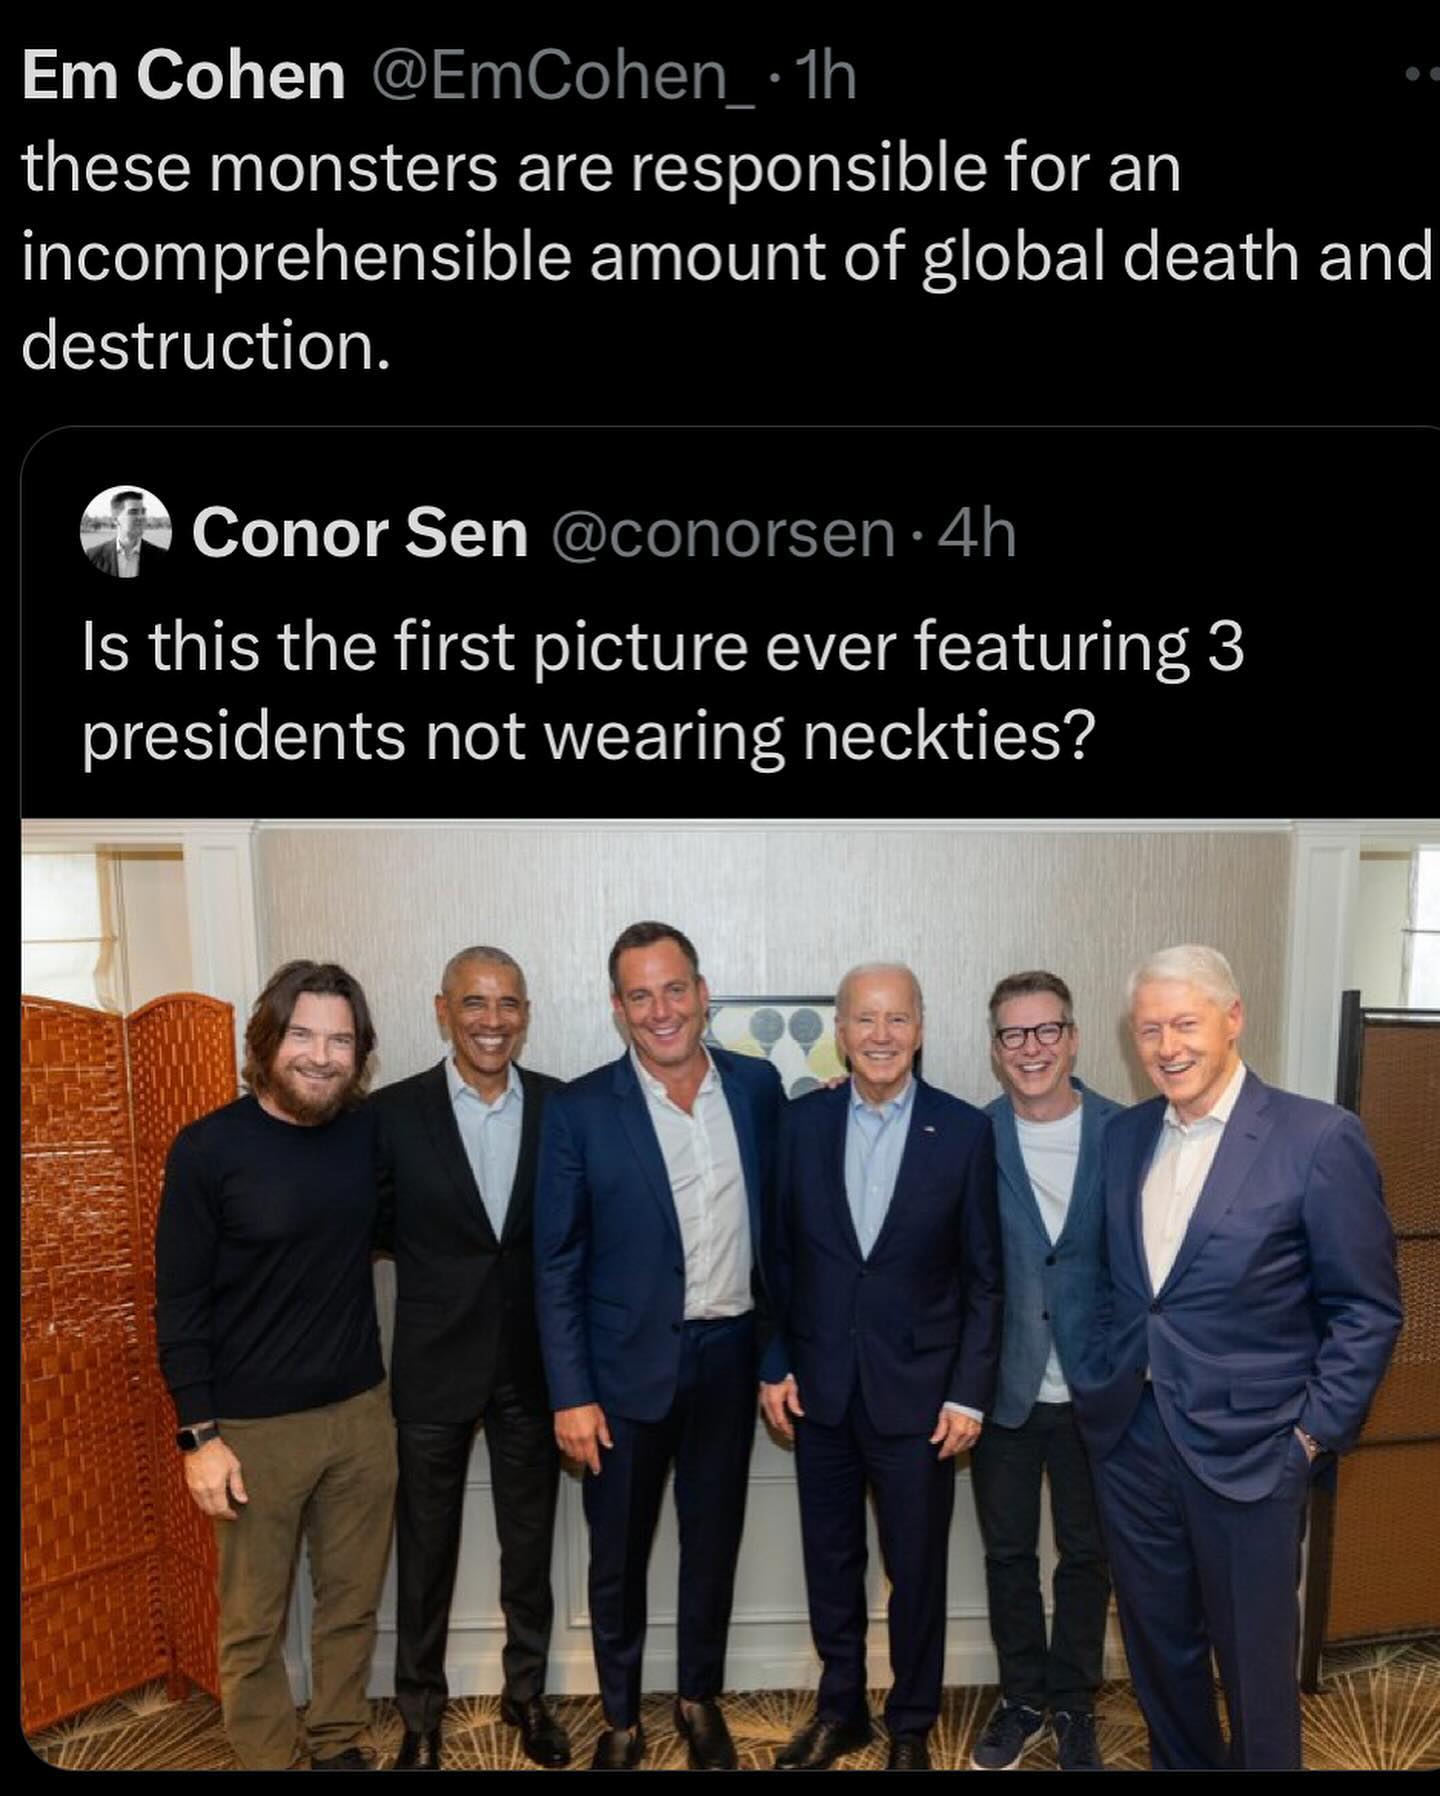 Em Cohen @EmCohen_ · 1h
these monsters are responsible for an
incomprehensible amount of global death and
destruction.
Conor Sen @conorsen · 4h
Is this the first picture ever featuring 3
presidents not wearing neckties?